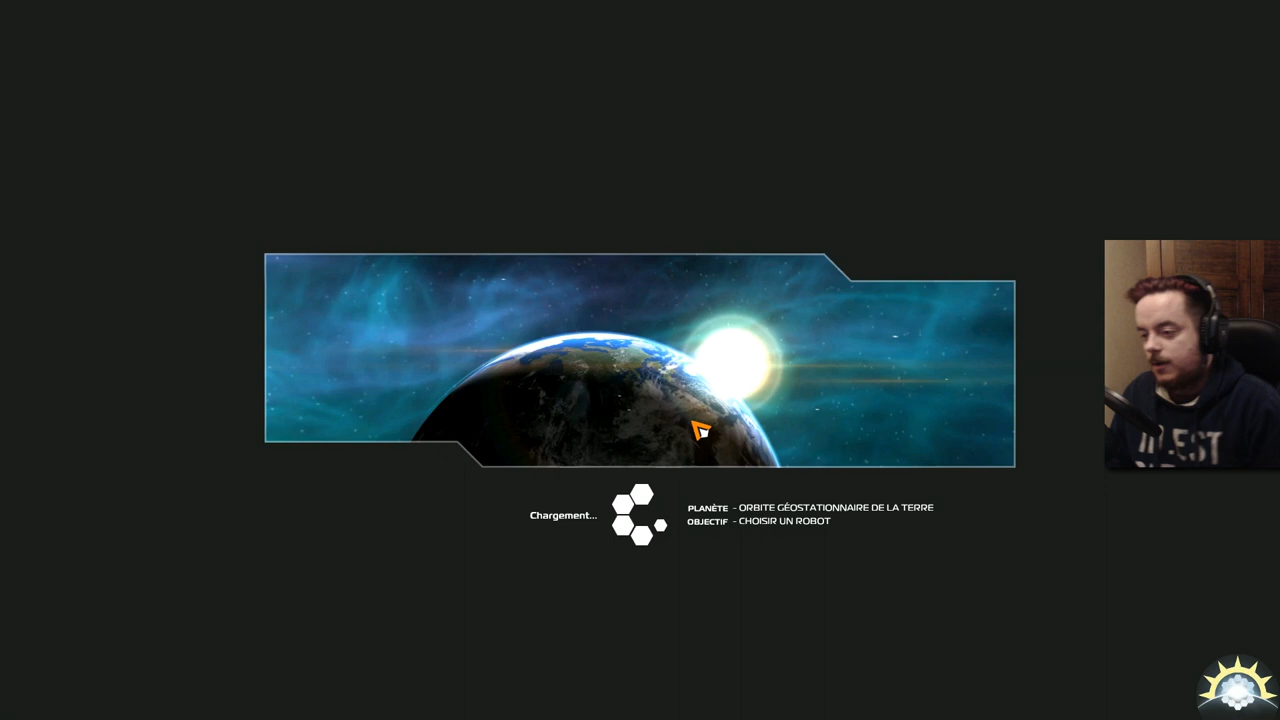 Chargement...
PLANÈTE - ORBITE GÉOSTATIONNAIRE DE LA TERRE
OBJECTIF - CHOISIR UN ROBOT